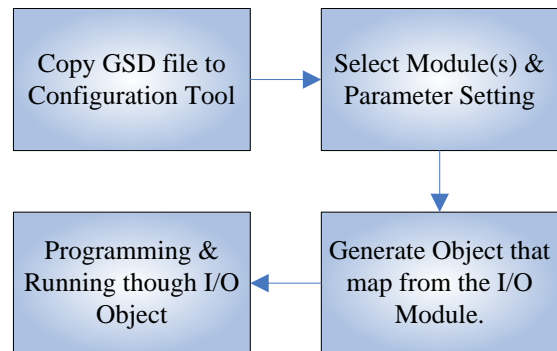 Copy GSD file to
Configuration Tool
Select Module(s) &
Parameter Setting
Generate Object that
map from the I/O
Module.
Programming &
Running though I/O
Object